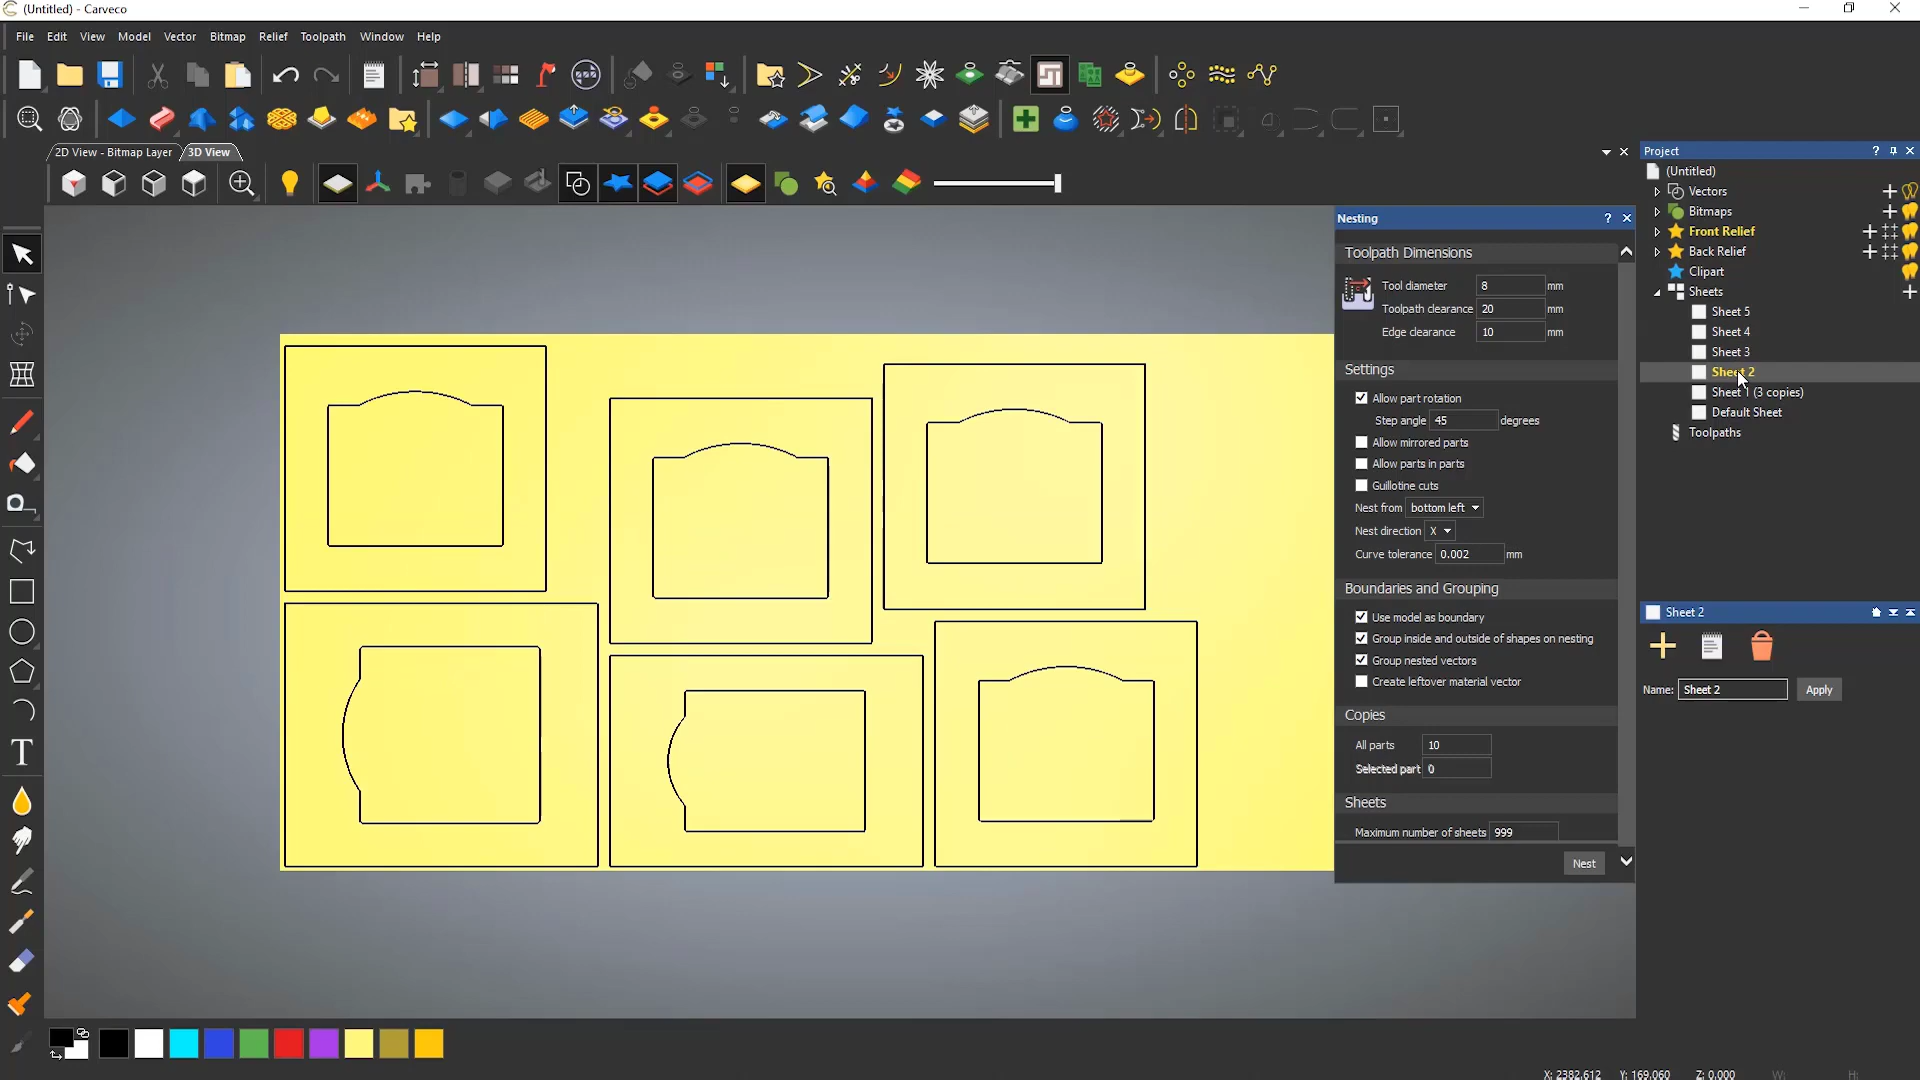 (Untitled) - Carveco
File Edit View Model Vector Bitmap Relief Toolpath Window Help
2D View - Bitmap Layer 3D View
Nesting ?
Toolpath Dimensions
Tool diameter 8 mm
Toolpath clearance 20 mm
Edge clearance 10 mm
Settings
Allow part rotation
Step angle 45 degrees
Allow mirrored parts
Allow parts in parts
Guillotine cuts
Nest from bottom left
Nest direction X
Curve tolerance 0.002 mm
Boundaries and Grouping
Use model as boundary
Group inside and outside of shapes on nesting
Group nested vectors
Create leftover material vector
Copies
All parts 10
Selected part 0
Sheets
Maximum number of sheets 999
Nest
Project ?
(Untitled)
Vectors
Bitmaps
Front Relief
Back Relief
Clipart
Sheets
Sheet 5
Sheet 4
Sheet 3
Sheet 2
Sheet 1 (3 copies)
Default Sheet
Toolpaths
Sheet 2
Name: Sheet 2 Apply
T
X: 2382.612 Y: 169.060 Z: 0.000 W: H: